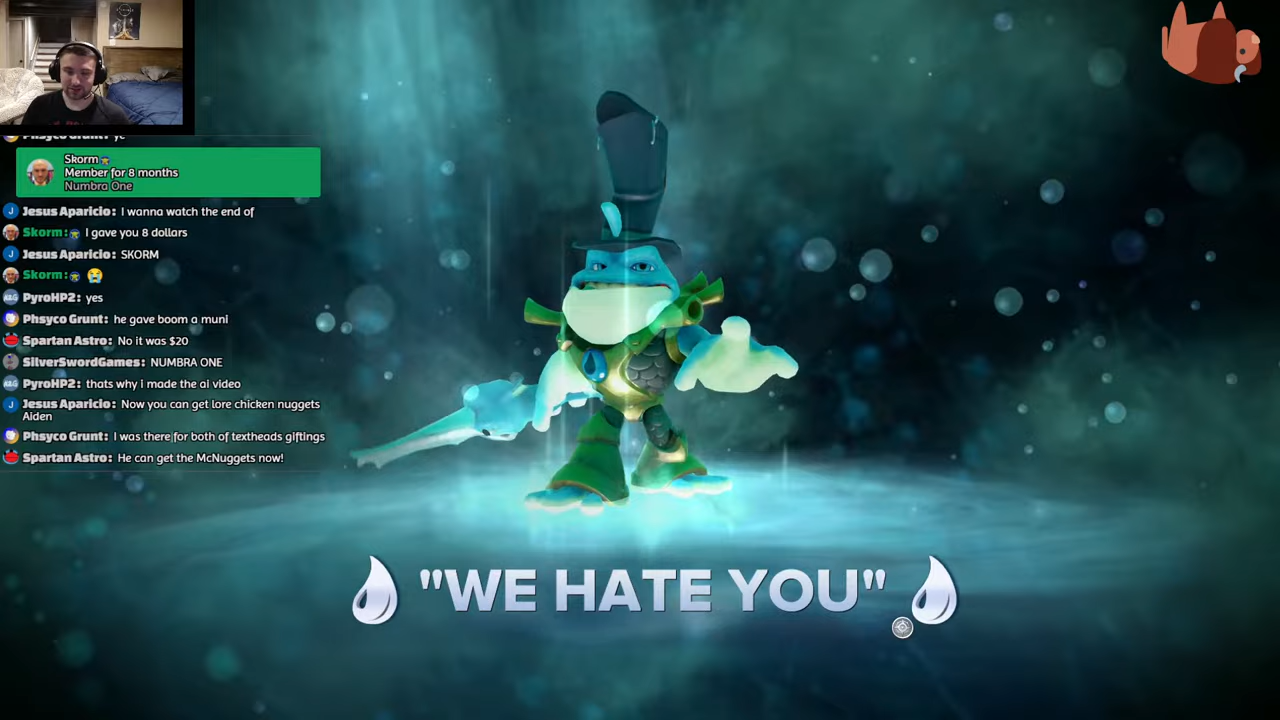 Phsyco Grunt: ye
Skorm
Member for 8 months
Numbra One
Jesus Aparicio: I wanna watch the end of
Skorm: I gave you 8 dollars
Jesus Aparicio: SKORM
Skorm: 😭
PyroHP2: yes
Phsyco Grunt: he gave boom a muni
Spartan Astro: No it was $20
SilverSwordGames: NUMBRA ONE
PyroHP2: thats why i made the ai video
Jesus Aparicio: Now you can get lore chicken nuggets
Aiden
Phsyco Grunt: I was there for both of textheads giftings
Spartan Astro: He can get the McNuggets now!
"WE HATE YOU"